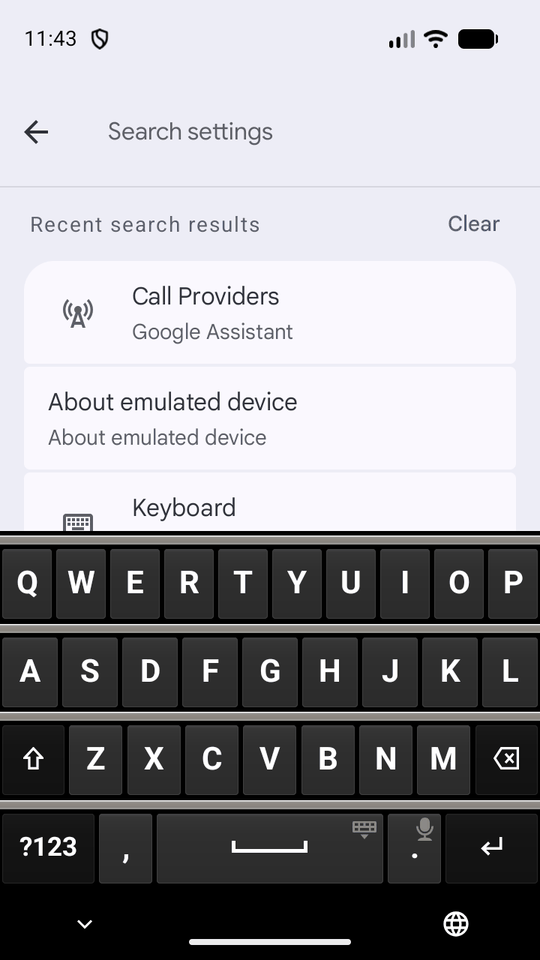 11:43
Search settings
Recent search results
Clear
Call Providers
Google Assistant
About emulated device
About emulated device
Keyboard
Q W E R T Y U I O P
A S D F G H J K L
Z X C V B N M
?123 , .